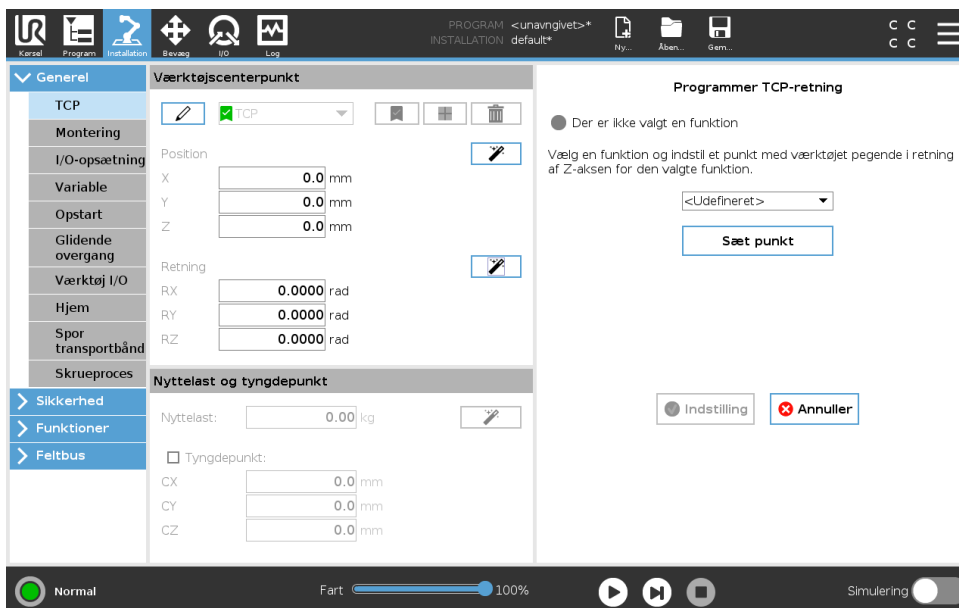 PROGRAM <unavngivet>*
INSTALLATION default*
UR
Kørsel
Program
Installation
Bevæg
I/O
Log
Ny...
Åben...
Gem...
C C
C C
Generel
TCP
Montering
I/O-opsætning
Variable
Opstart
Glidende
overgang
Værktøj I/O
Hjem
Spor
transportbånd
Skrueproces
Sikkerhed
Funktioner
Feltbus
Værktøjscenterpunkt
TCP
Position
X 0.0 mm
Y 0.0 mm
Z 0.0 mm
Retning
RX 0.0000 rad
RY 0.0000 rad
RZ 0.0000 rad
Nyttelast og tyngdepunkt
Nyttelast: 0.00 kg
Tyngdepunkt:
CX 0.0 mm
CY 0.0 mm
CZ 0.0 mm
Programmer TCP-retning
Der er ikke valgt en funktion
Vælg en funktion og indstil et punkt med værktøjet pegende i retning
af Z-aksen for den valgte funktion.
<Udefineret>
Sæt punkt
Indstilling
Annuller
Normal
Fart 100%
Simulering